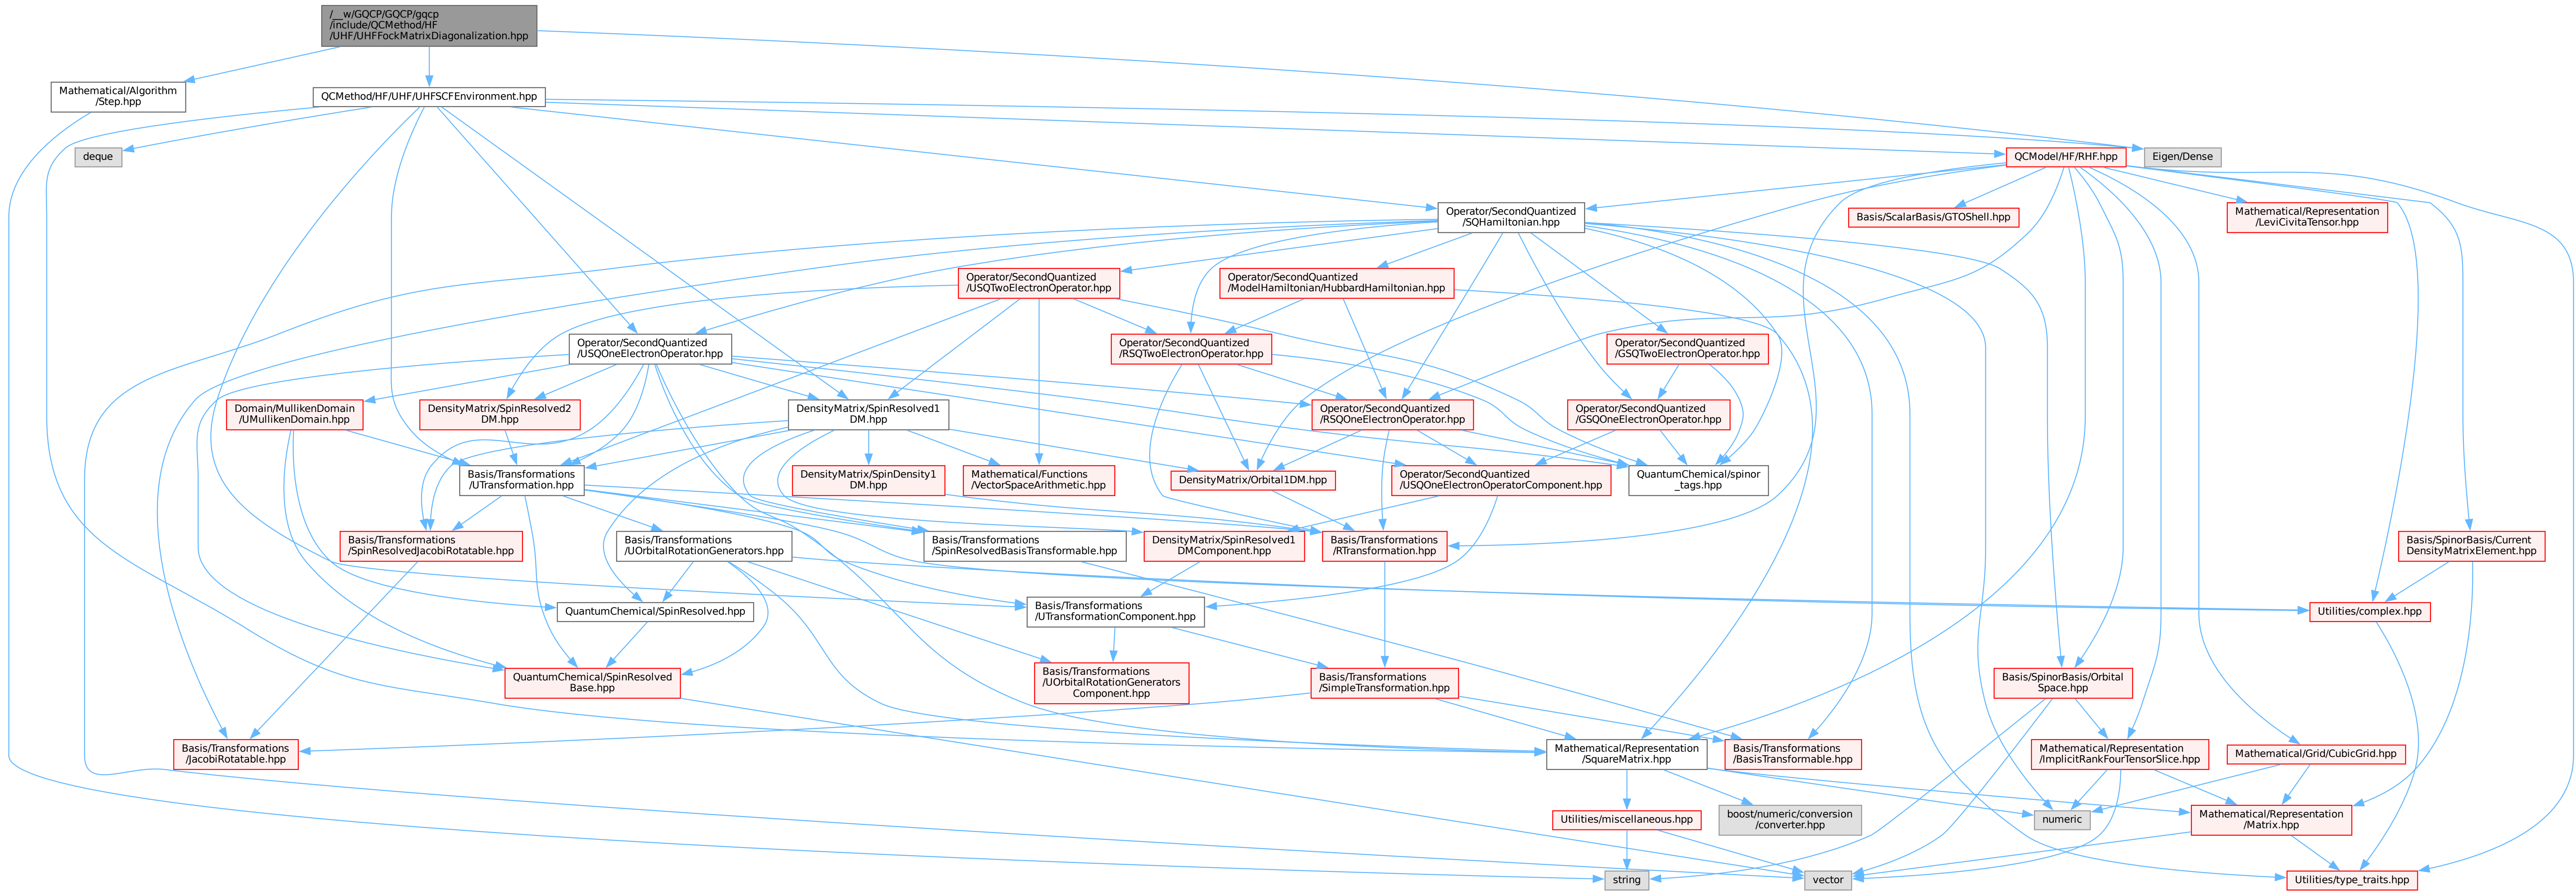 /__w/GQCP/GQCP/gqcp
/include/QCMethod/HF
/UHF/UHFFockMatrixDiagonalization.hpp
Mathematical/Algorithm
/Step.hpp
QCMethod/HF/UHF/UHFSCFEnvironment.hpp
deque
QCModel/HF/RHF.hpp
Eigen/Dense
Operator/SecondQuantized
/SQHamiltonian.hpp
Basis/ScalarBasis/GTOShell.hpp
Mathematical/Representation
/LeviCivitaTensor.hpp
Operator/SecondQuantized
/USQTwoElectronOperator.hpp
Operator/SecondQuantized
/ModelHamiltonian/HubbardHamiltonian.hpp
Operator/SecondQuantized
/USQOneElectronOperator.hpp
Operator/SecondQuantized
/RSQTwoElectronOperator.hpp
Operator/SecondQuantized
/GSQTwoElectronOperator.hpp
Domain/MullikenDomain
/UMullikenDomain.hpp
DensityMatrix/SpinResolved2
DM.hpp
DensityMatrix/SpinResolved1
DM.hpp
Operator/SecondQuantized
/RSQOneElectronOperator.hpp
Operator/SecondQuantized
/GSQOneElectronOperator.hpp
Basis/Transformations
/UTransformation.hpp
DensityMatrix/SpinDensity1
DM.hpp
Mathematical/Functions
/VectorSpaceArithmetic.hpp
DensityMatrix/Orbital1DM.hpp
Operator/SecondQuantized
/USQOneElectronOperatorComponent.hpp
QuantumChemical/spinor
_tags.hpp
Basis/Transformations
/SpinResolvedJacobiRotatable.hpp
Basis/Transformations
/UOrbitalRotationGenerators.hpp
Basis/Transformations
/SpinResolvedBasisTransformable.hpp
DensityMatrix/SpinResolved1
DMComponent.hpp
Basis/Transformations
/RTransformation.hpp
Basis/SpinorBasis/Current
DensityMatrixElement.hpp
QuantumChemical/SpinResolved.hpp
Basis/Transformations
/UTransformationComponent.hpp
Utilities/complex.hpp
QuantumChemical/SpinResolved
Base.hpp
Basis/Transformations
/UOrbitalRotationGenerators
Component.hpp
Basis/Transformations
/SimpleTransformation.hpp
Basis/SpinorBasis/Orbital
Space.hpp
Basis/Transformations
/JacobiRotatable.hpp
Mathematical/Representation
/SquareMatrix.hpp
Basis/Transformations
/BasisTransformable.hpp
Mathematical/Representation
/ImplicitRankFourTensorSlice.hpp
Mathematical/Grid/CubicGrid.hpp
Utilities/miscellaneous.hpp
boost/numeric/conversion
/converter.hpp
numeric
Mathematical/Representation
/Matrix.hpp
string
vector
Utilities/type_traits.hpp